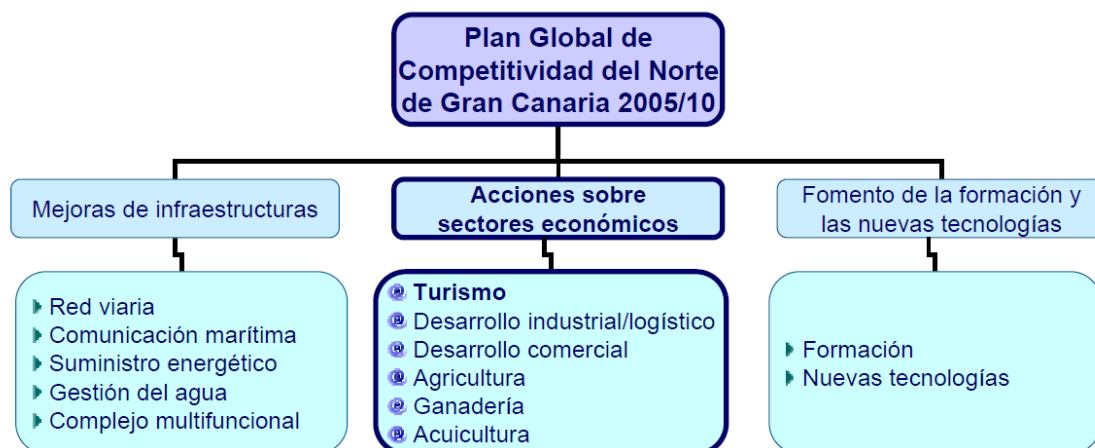 Plan Global de
Competitividad del Norte
de Gran Canaria 2005/10
Mejoras de infraestructuras
Acciones sobre
sectores económicos
Fomento de la formación y
las nuevas tecnologías
Red viaria
Comunicación marítima
Suministro energético
Gestión del agua
Complejo multifuncional
Turismo
Desarrollo industrial/logístico
Desarrollo comercial
Agricultura
Ganadería
Acuicultura
Formación
Nuevas tecnologías